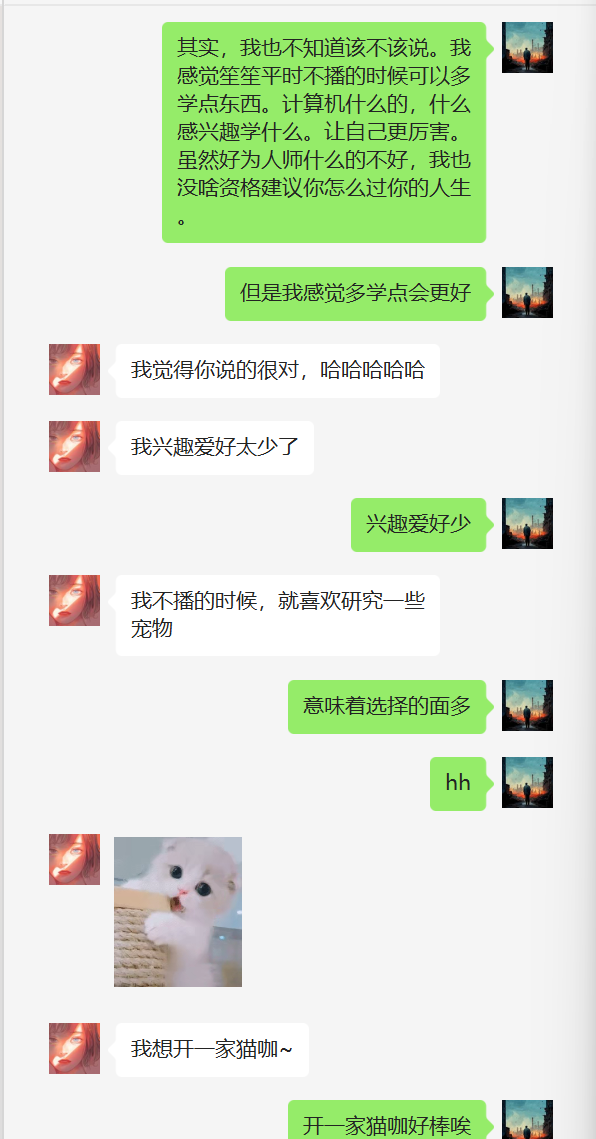 其实，我也不知道该不该说。我
感觉笙笙平时不播的时候可以多
学点东西。计算机什么的，什么
感兴趣学什么。让自己更厉害。
虽然好为人师什么的不好，我也
没啥资格建议你怎么过你的人生
。
但是我感觉多学点会更好
我觉得你说的很对，哈哈哈哈哈
我兴趣爱好太少了
兴趣爱好少
我不播的时候，就喜欢研究一些
宠物
意味着选择的面多
hh
我想开一家猫咖~
开一家猫咖好棒唉